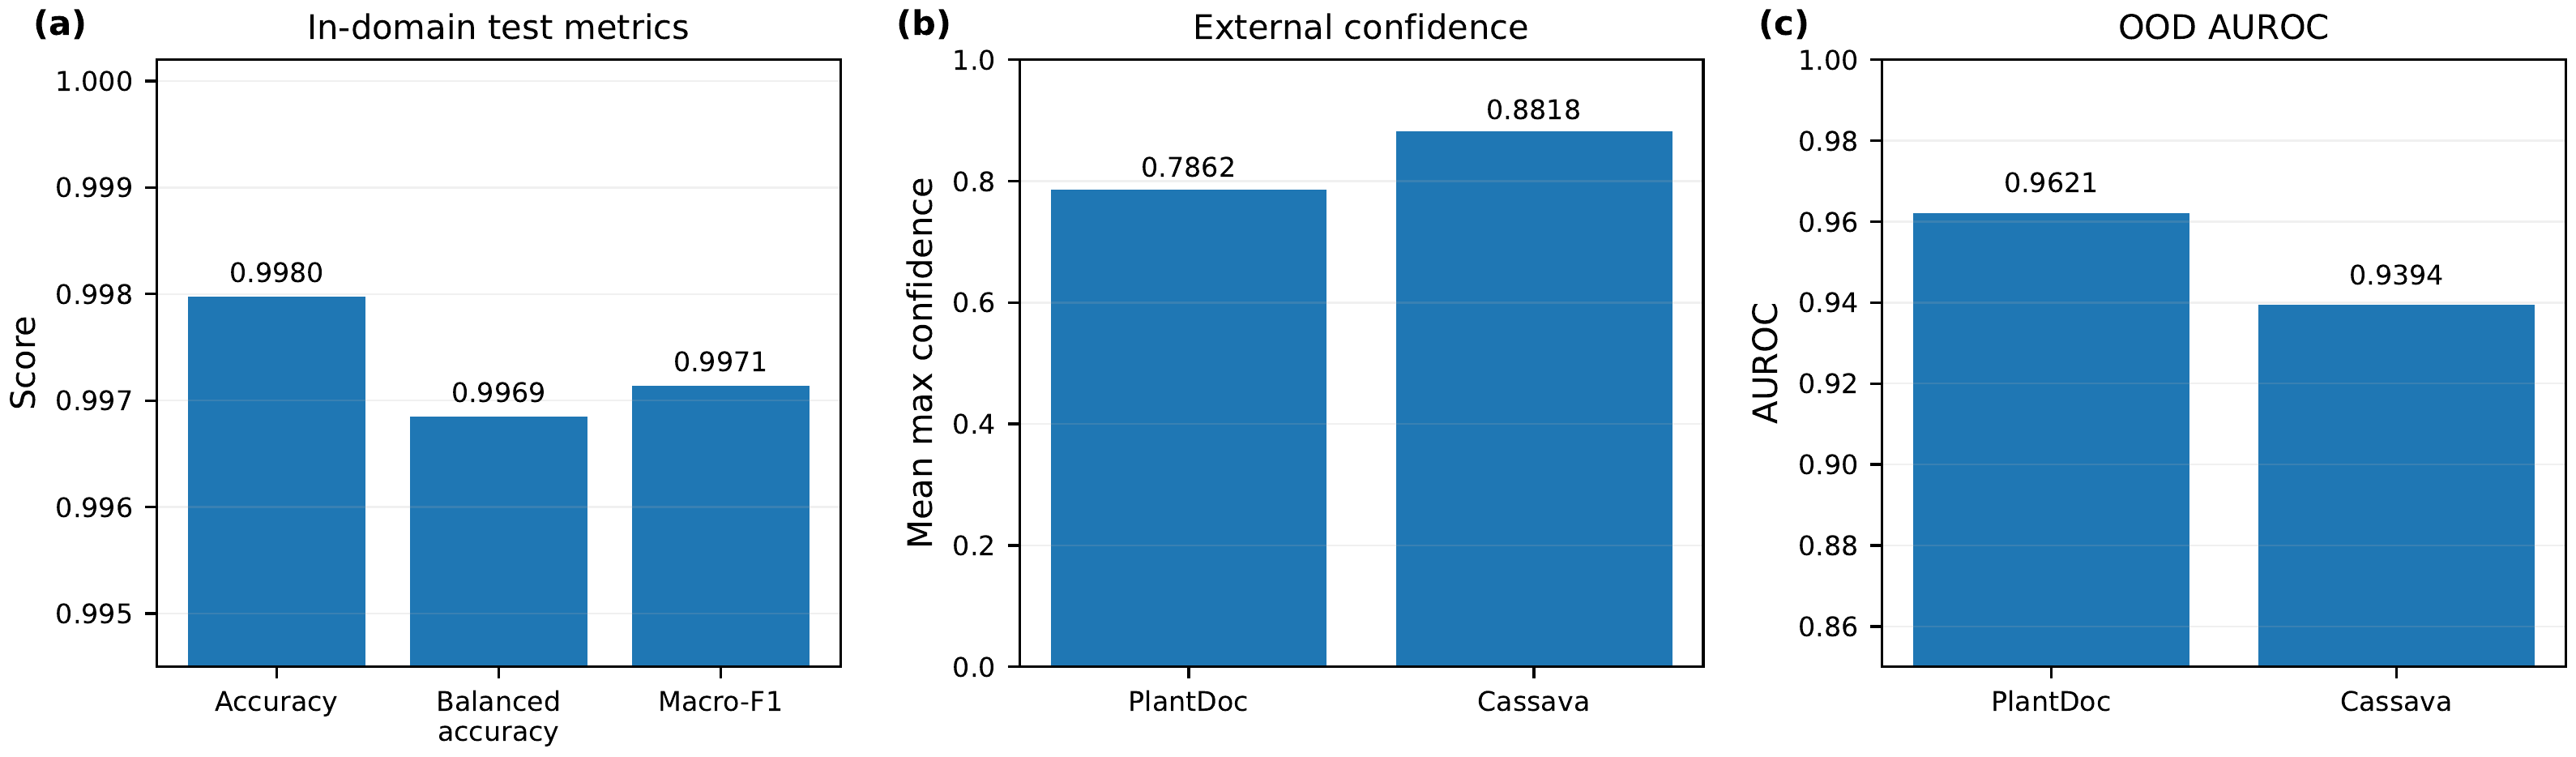 (a) In-domain test metrics
Score
1.000
0.999
0.998
0.997
0.996
0.995
0.9980
0.9969
0.9971
Accuracy
Balanced
accuracy
Macro-F1
(b) External confidence
Mean max confidence
1.0
0.8
0.6
0.4
0.2
0.0
0.7862
0.8818
PlantDoc
Cassava
(c) OOD AUROC
AUROC
1.00
0.98
0.96
0.94
0.92
0.90
0.88
0.86
0.9621
0.9394
PlantDoc
Cassava